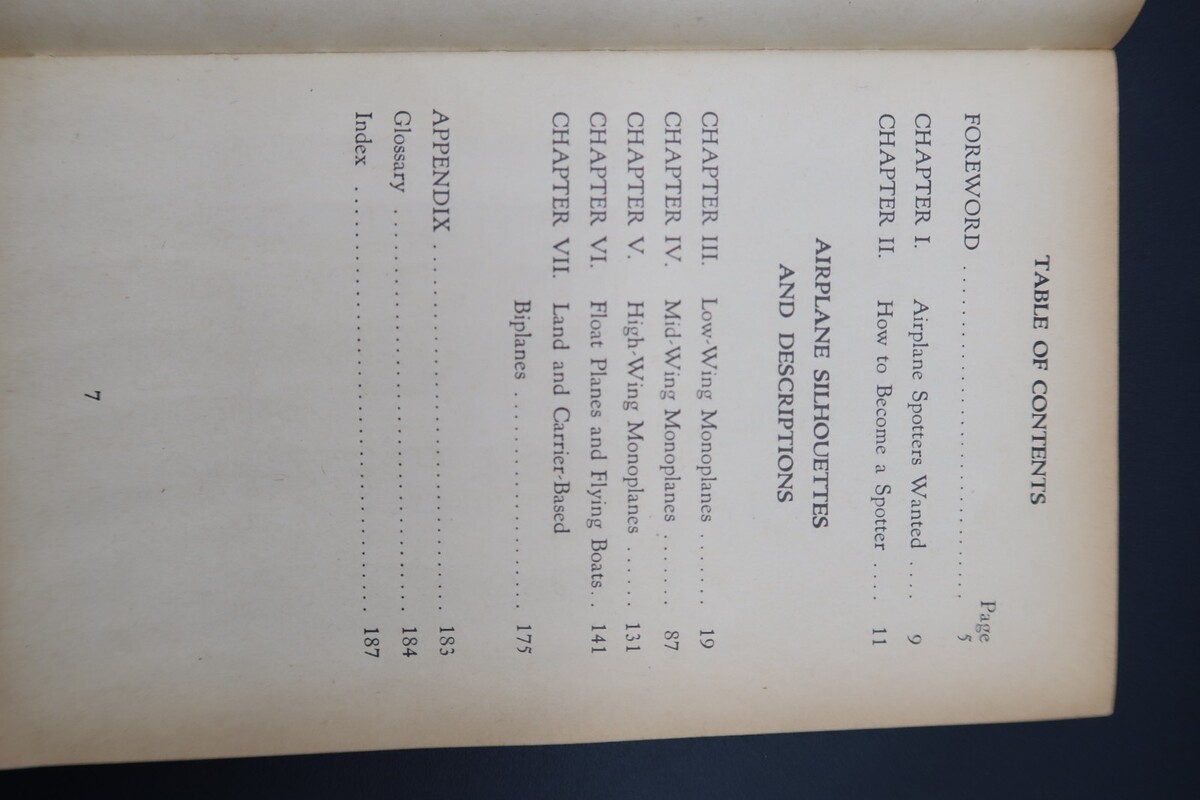 TABLE OF CONTENTS
Page
FOREWORD ........................ 5
CHAPTER I. Airplane Spotters Wanted .... 9
CHAPTER II. How to Become a Spotter .... 11
AIRPLANE SILHOUETTES
AND DESCRIPTIONS
CHAPTER III. Low-Wing Monoplanes ...... 19
CHAPTER IV. Mid-Wing Monoplanes ...... 87
CHAPTER V. High-Wing Monoplanes ..... 131
CHAPTER VI. Float Planes and Flying Boats.. 141
CHAPTER VII. Land and Carrier-Based
Biplanes ................ 175
APPENDIX .......................... 183
Glossary ............................. 184
Index ............................... 187
7